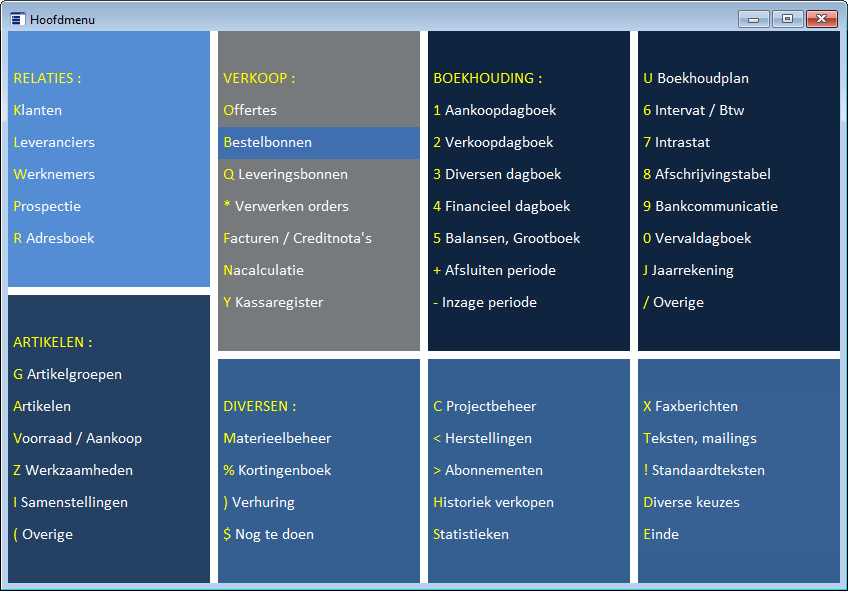 Hoofdmenu
RELATIES :
Klanten
Leveranciers
Werknemers
Prospectie
R Adresboek
ARTIKELEN :
G Artikelgroepen
Artikelen
Voorraad / Aankoop
Z Werkzaamheden
I Samenstellingen
( Overige
VERKOOP :
Offertes
Bestelbonnen
Q Leveringsbonnen
* Verwerken orders
Facturen / Creditnota's
Nacalculatie
Y Kassaregister
DIVERSEN :
Materieelbeheer
% Kortingenboek
) Verhuring
$ Nog te doen
BOEKHOUDING :
1 Aankoopdagboek
2 Verkoopdagboek
3 Diversen dagboek
4 Financieel dagboek
5 Balansen, Grootboek
+ Afsluiten periode
- Inzage periode
C Projectbeheer
< Herstellingen
> Abonnementen
Historiek verkopen
Statistieken
U Boekhoudplan
6 Intervat / Btw
7 Intrastat
8 Afschrijvingstabel
9 Bankcommunicatie
0 Vervaldagboek
J Jaarrekening
/ Overige
X Faxberichten
Teksten, mailings
! Standaardteksten
Diverse keuzes
Einde